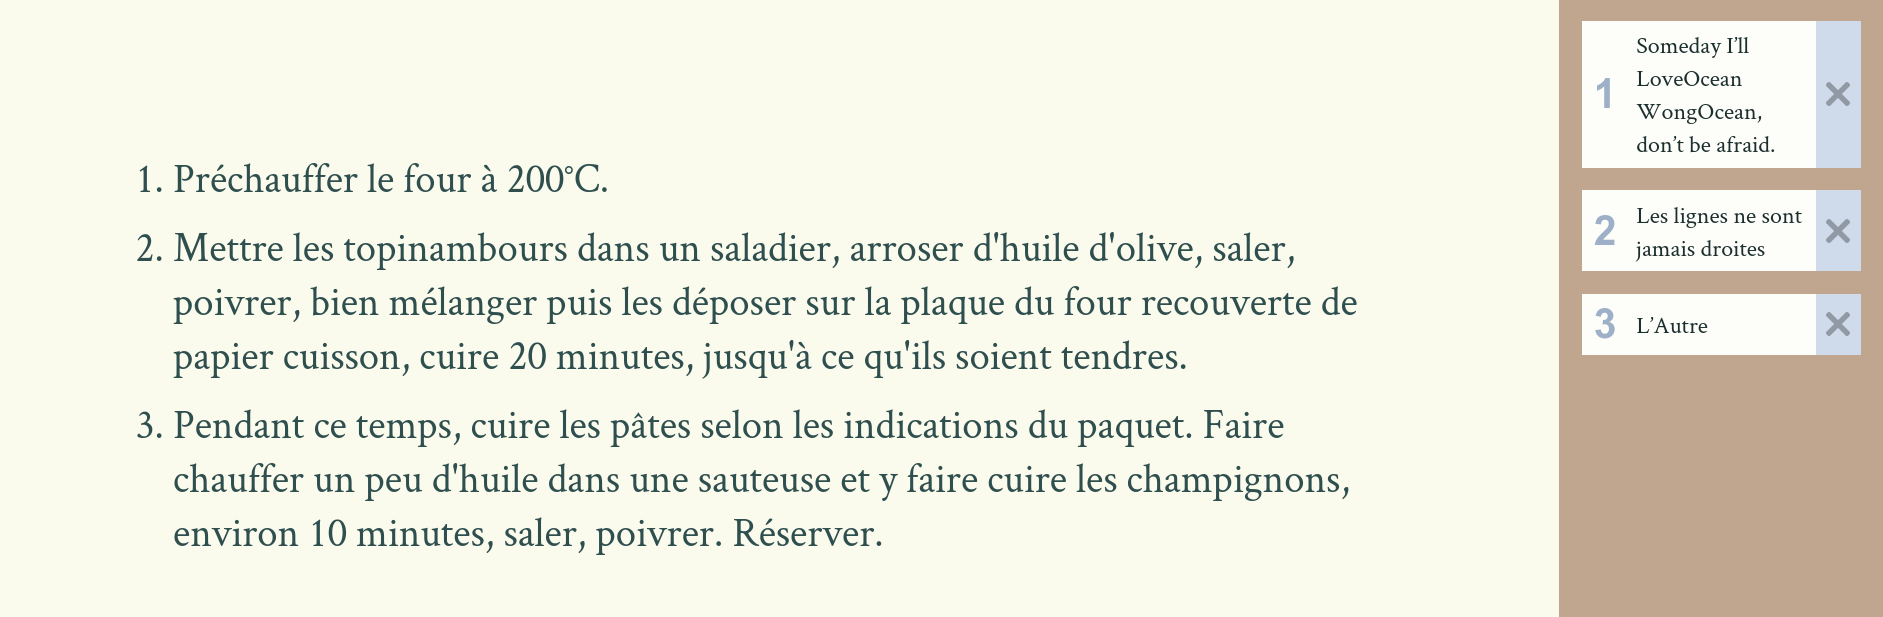 1. Préchauffer le four à 200°C.
2. Mettre les topinambours dans un saladier, arroser d'huile d'olive, saler,
poivrer, bien mélanger puis les déposer sur la plaque du four recouverte de
papier cuisson, cuire 20 minutes, jusqu'à ce qu'ils soient tendres.
3. Pendant ce temps, cuire les pâtes selon les indications du paquet. Faire
chauffer un peu d'huile dans une sauteuse et y faire cuire les champignons,
environ 10 minutes, saler, poivrer. Réserver.
1
Someday I’ll
LoveOcean
WongOcean,
don’t be afraid.
2
Les lignes ne sont
jamais droites
3
L’Autre